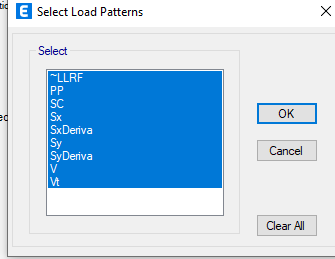 E Select Load Patterns
Select
~LLRF
PP
SC
Sx
SxDeriva
Sy
SyDeriva
V
Vt
OK
Cancel
Clear All